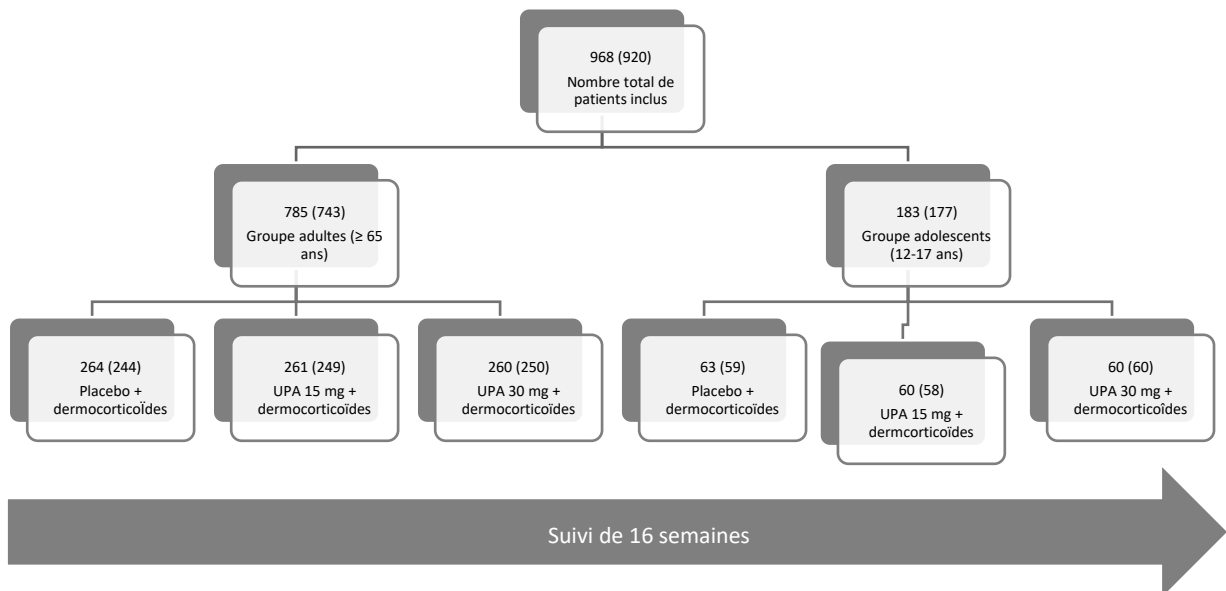 968 (920)
Nombre total de
patients inclus
785 (743)
Groupe adultes (≥ 65
ans)
183 (177)
Groupe adolescents
(12-17 ans)
264 (244)
Placebo +
dermocorticoÏdes
261 (249)
UPA 15 mg +
dermocorticoïdes
260 (250)
UPA 30 mg +
dermocorticoïdes
63 (59)
Placebo +
dermocorticoïdes
60 (58)
UPA 15 mg +
dermcorticoïdes
60 (60)
UPA 30 mg +
dermocorticoîdes
Suivi de 16 semaines